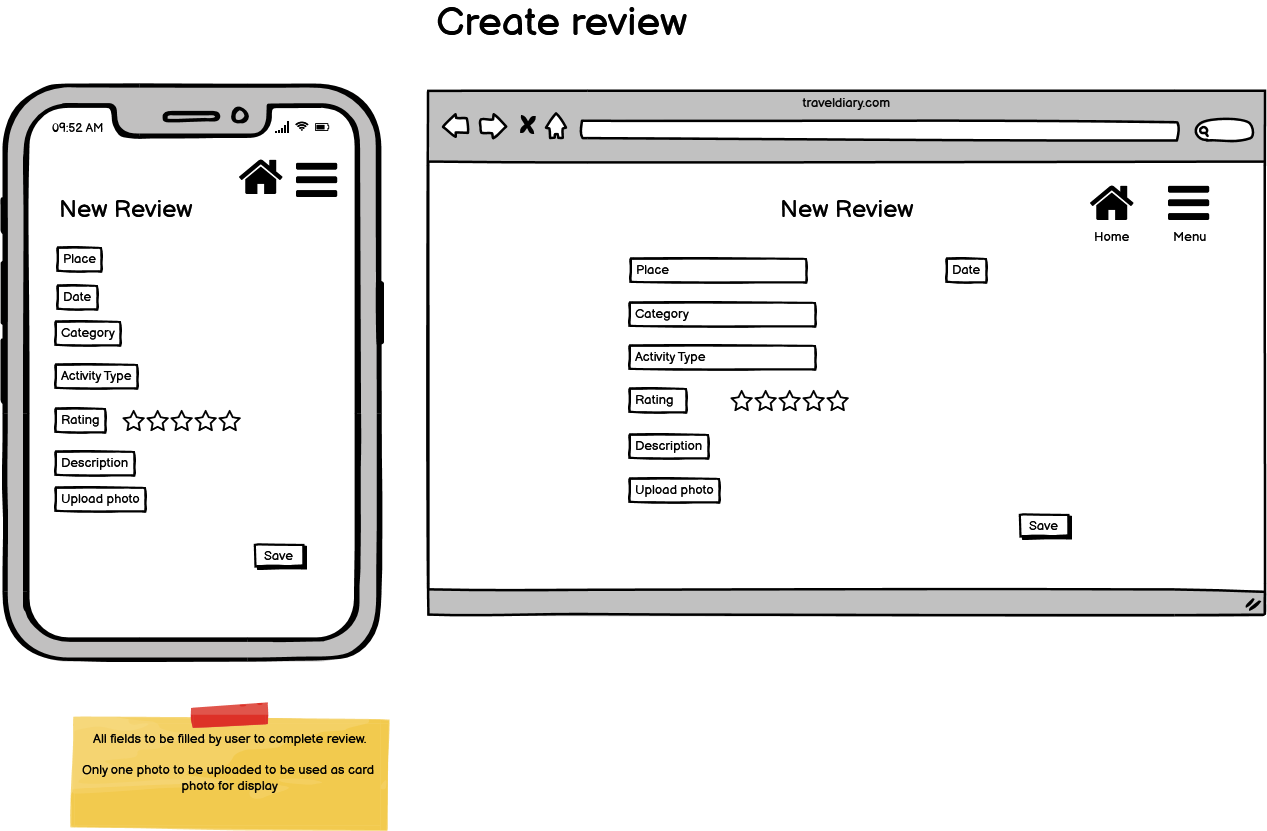 Create review
09:52 AM
New Review
Place
Date
Category
Activity Type
Rating
Description
Upload photo
Save
traveldiary.com
New Review
Home
Menu
Place
Date
Category
Activity Type
Rating
Description
Upload photo
Save
All fields to be filled by user to complete review.
Only one photo to be uploaded to be used as card
photo for display